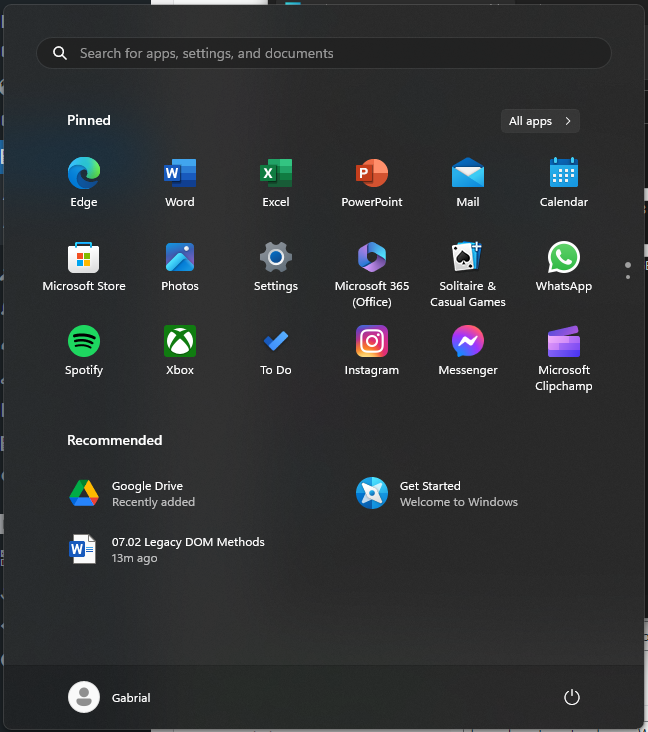 Search for apps, settings, and documents
Pinned
All apps
Edge
Word
Excel
PowerPoint
Mail
Calendar
Microsoft Store
Photos
Settings
Microsoft 365
(Office)
Solitaire &
Casual Games
WhatsApp
Spotify
Xbox
To Do
Instagram
Messenger
Microsoft
Clipchamp
Recommended
Google Drive
Recently added
Get Started
Welcome to Windows
07.02 Legacy DOM Methods
13m ago
Gabrial